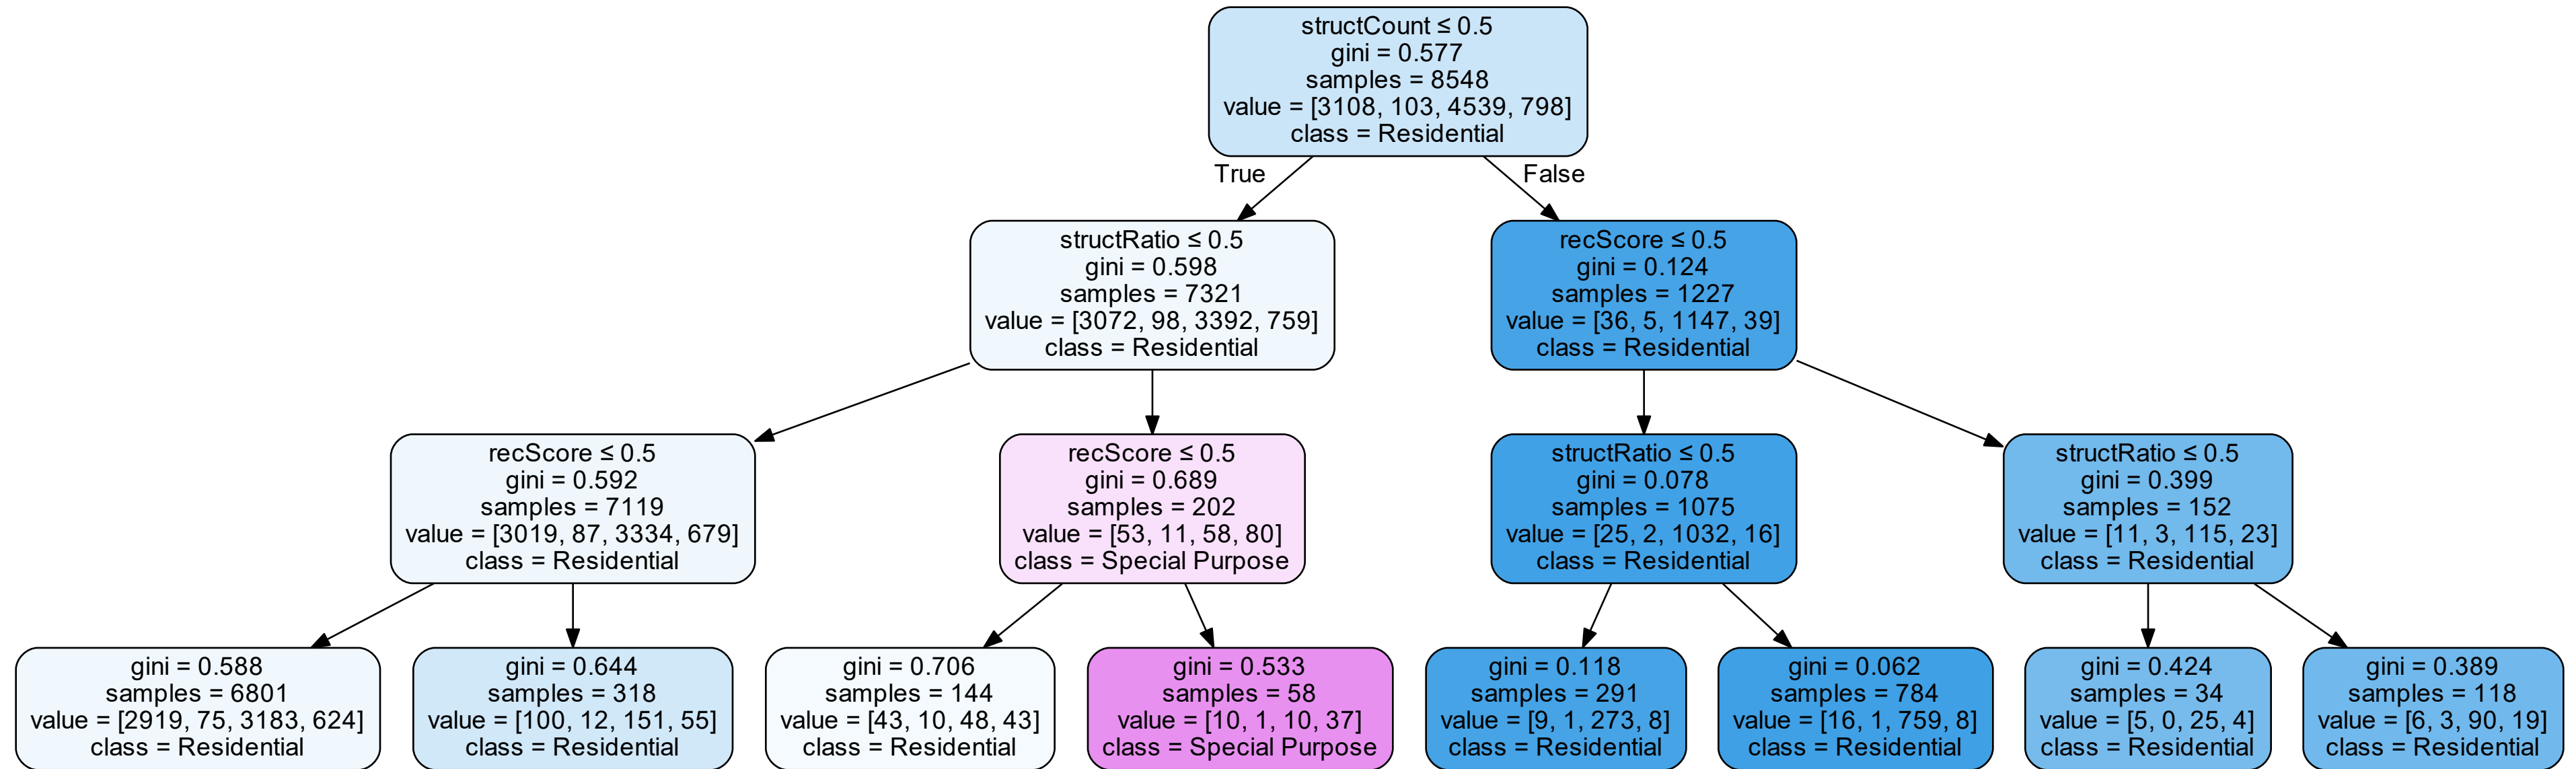 structCount ≤ 0.5
gini = 0.577
samples = 8548
value = [3108, 103, 4539, 798]
class = Residential
True
False
structRatio ≤ 0.5
gini = 0.598
samples = 7321
value = [3072, 98, 3392, 759]
class = Residential
recScore ≤ 0.5
gini = 0.124
samples = 1227
value = [36, 5, 1147, 39]
class = Residential
recScore ≤ 0.5
gini = 0.592
samples = 7119
value = [3019, 87, 3334, 679]
class = Residential
recScore ≤ 0.5
gini = 0.689
samples = 202
value = [53, 11, 58, 80]
class = Special Purpose
structRatio ≤ 0.5
gini = 0.078
samples = 1075
value = [25, 2, 1032, 16]
class = Residential
structRatio ≤ 0.5
gini = 0.399
samples = 152
value = [11, 3, 115, 23]
class = Residential
gini = 0.588
samples = 6801
value = [2919, 75, 3183, 624]
class = Residential
gini = 0.644
samples = 318
value = [100, 12, 151, 55]
class = Residential
gini = 0.706
samples = 144
value = [43, 10, 48, 43]
class = Residential
gini = 0.533
samples = 58
value = [10, 1, 10, 37]
class = Special Purpose
gini = 0.118
samples = 291
value = [9, 1, 273, 8]
class = Residential
gini = 0.062
samples = 784
value = [16, 1, 759, 8]
class = Residential
gini = 0.424
samples = 34
value = [5, 0, 25, 4]
class = Residential
gini = 0.389
samples = 118
value = [6, 3, 90, 19]
class = Residential